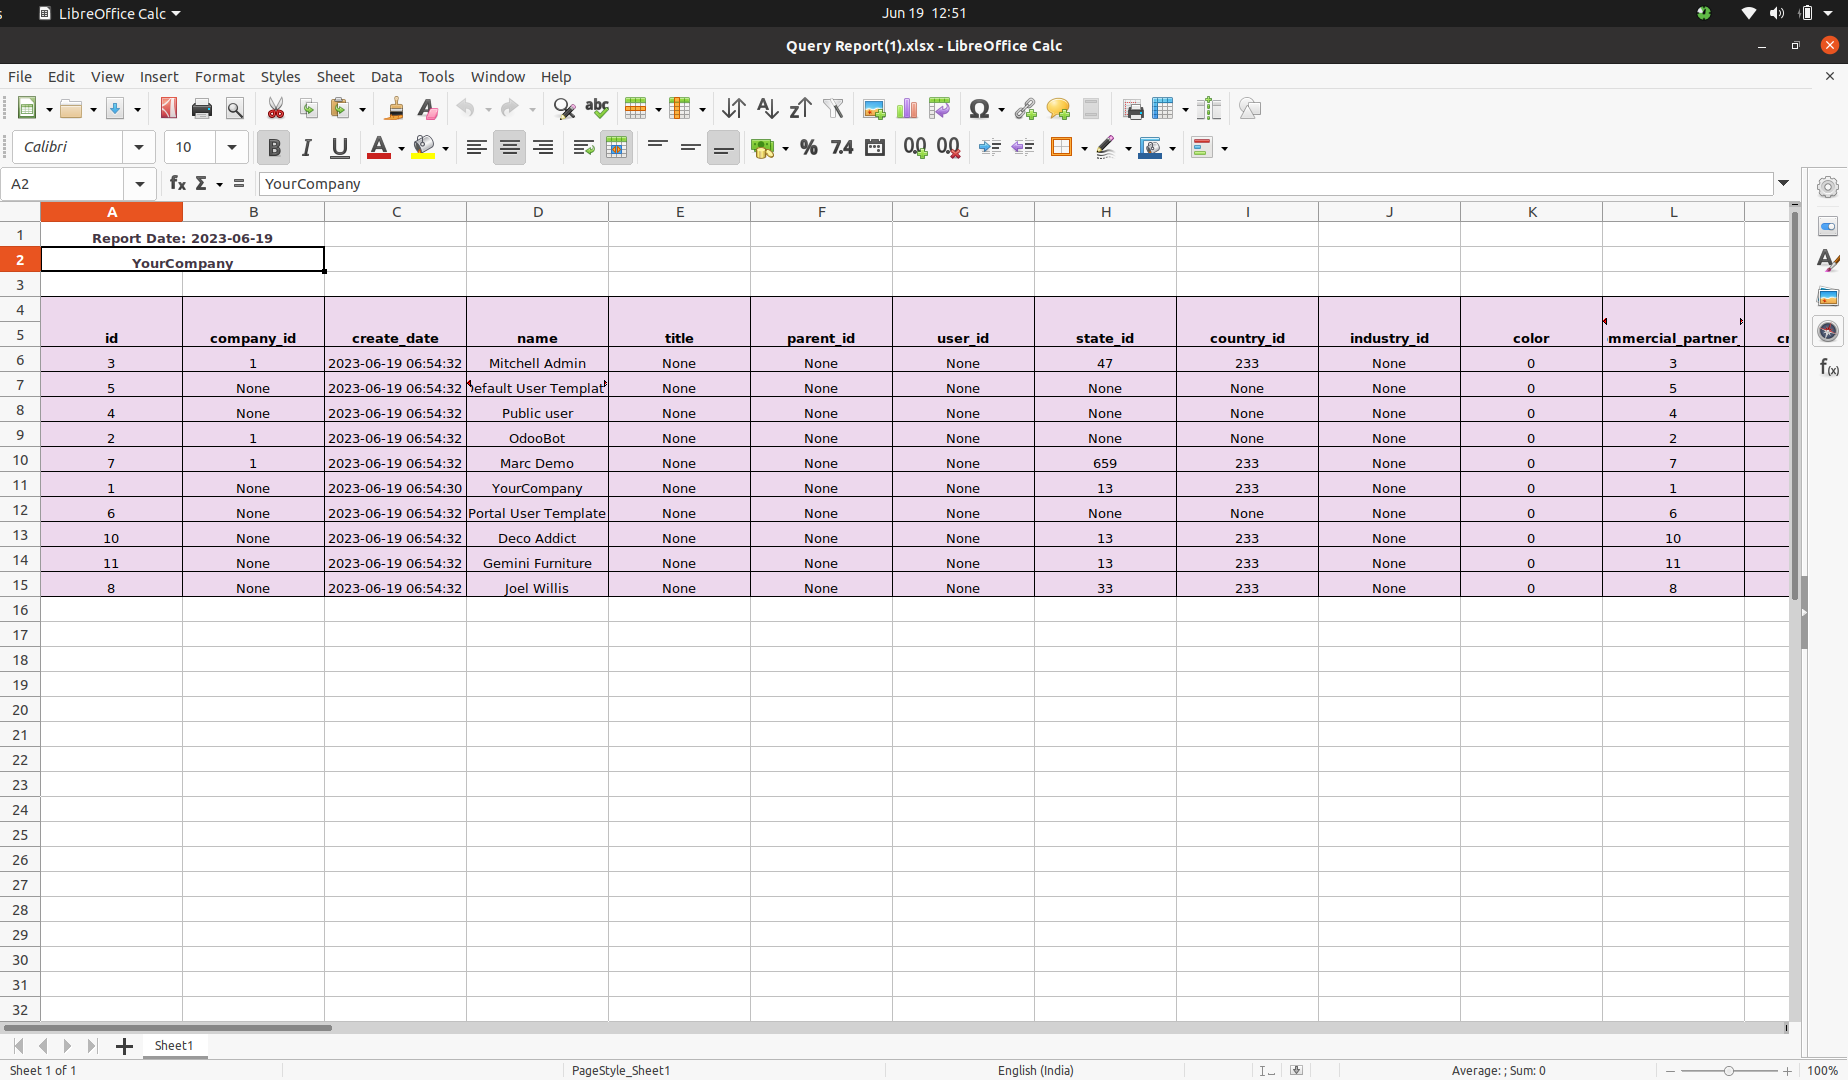 LibreOffice Calc
Jun 19 12:51
Query Report(1).xlsx - LibreOffice Calc
File Edit View Insert Format Styles Sheet Data Tools Window Help
Calibri 10
A2 YourCompany
A B C D E F G H I J K L
1 Report Date: 2023-06-19
2 YourCompany
3
4
5 id company_id create_date name title parent_id user_id state_id country_id industry_id color mmercial_partner_ cr
6 3 1 2023-06-19 06:54:32 Mitchell Admin None None None 47 233 None 0 3
7 5 None 2023-06-19 06:54:32 efault User Templat None None None None None None 0 5
8 4 None 2023-06-19 06:54:32 Public user None None None None None None 0 4
9 2 1 2023-06-19 06:54:32 OdooBot None None None None None None 0 2
10 7 1 2023-06-19 06:54:32 Marc Demo None None None 659 233 None 0 7
11 1 None 2023-06-19 06:54:30 YourCompany None None None 13 233 None 0 1
12 6 None 2023-06-19 06:54:32 Portal User Template None None None None None None 0 6
13 10 None 2023-06-19 06:54:32 Deco Addict None None None 13 233 None 0 10
14 11 None 2023-06-19 06:54:32 Gemini Furniture None None None 13 233 None 0 11
15 8 None 2023-06-19 06:54:32 Joel Willis None None None 33 233 None 0 8
16
17
18
19
20
21
22
23
24
25
26
27
28
29
30
31
32
Sheet1
Sheet 1 of 1 PageStyle_Sheet1 English (India) Average: ; Sum: 0 100%